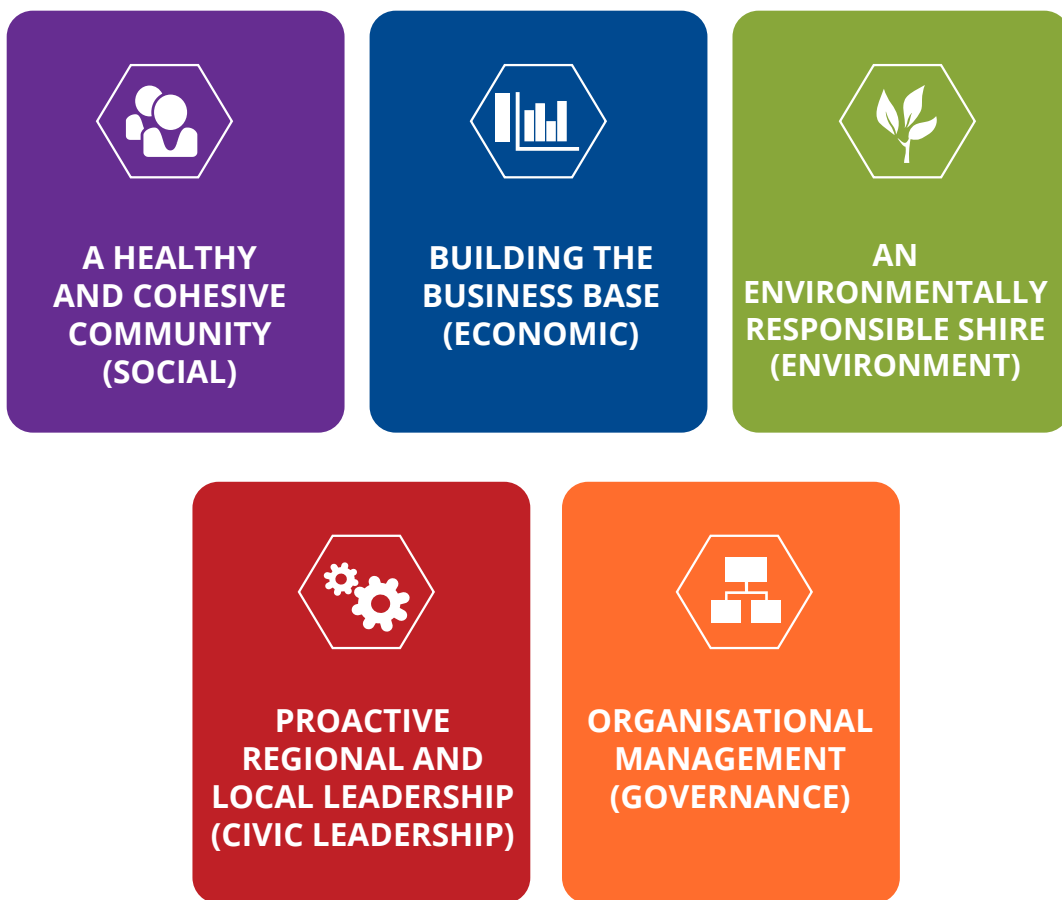 A HEALTHY
AND COHESIVE
COMMUNITY
(SOCIAL)
BUILDING THE
BUSINESS BASE
(ECONOMIC)
AN
ENVIRONMENTALLY
RESPONSIBLE SHIRE
(ENVIRONMENT)
PROACTIVE
REGIONAL AND
LOCAL LEADERSHIP
(CIVIC LEADERSHIP)
ORGANISATIONAL
MANAGEMENT
(GOVERNANCE)